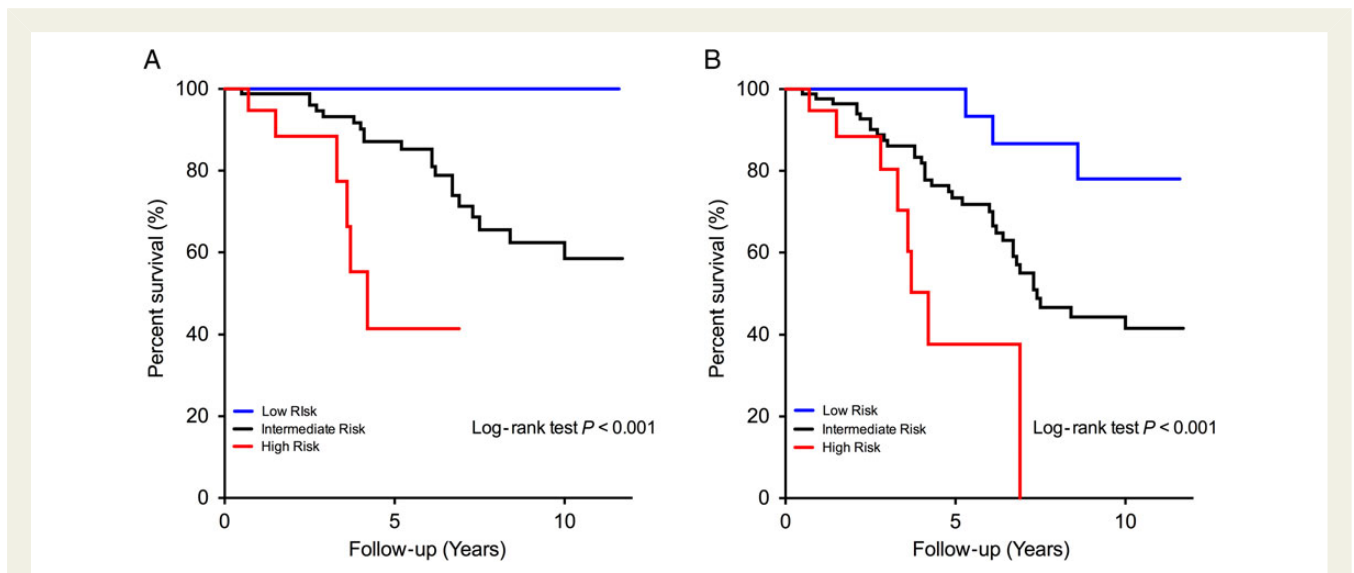 A
100
80
60
40
20
0
Percent survival (%)
Low RIsk
Intermediate Risk
High Risk
Log-rank test P < 0.001
0 5 10
Follow-up (Years)
B
100
80
60
40
20
0
Percent survival (%)
Low Risk
Intermediate Risk
High Risk
Log-rank test P < 0.001
0 5 10
Follow-up (Years)